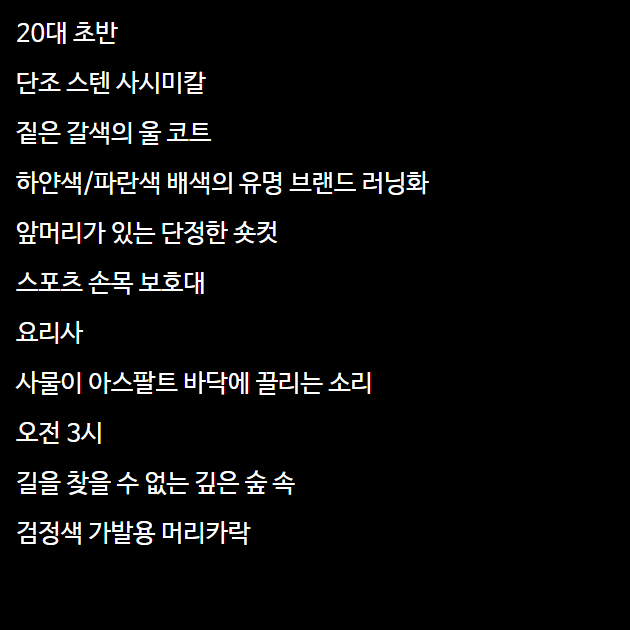 20대 초반
단조 스텐 사시미칼
짙은 갈색의 울 코트
하얀색/파란색 배색의 유명 브랜드 러닝화
앞머리가 있는 단정한 숏컷
스포츠 손목 보호대
요리사
사물이 아스팔트 바닥에 끌리는 소리
오전 3시
길을 찾을 수 없는 깊은 숲 속
검정색 가발용 머리카락